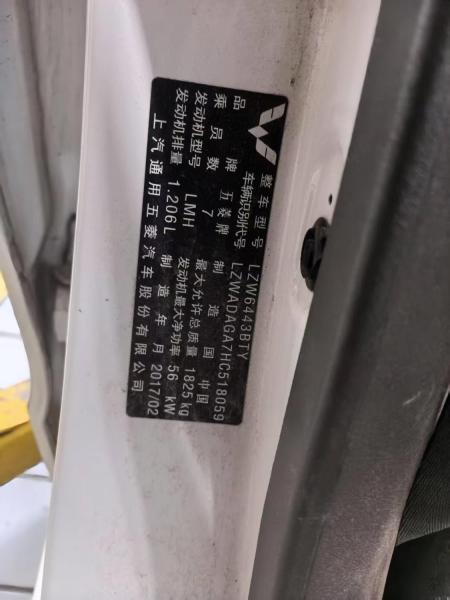 整车型号 LZW6443BTY
车辆识别代号 LZWADAGA7HC518059
品牌 五菱牌 制造国 中国
乘员数 7 最大允许总质量 1825kg
发动机型号 LMH 发动机最大净功率 56 kW
发动机排量 1.206L 制造年月 2017/02
上汽通用五菱汽车股份有限公司